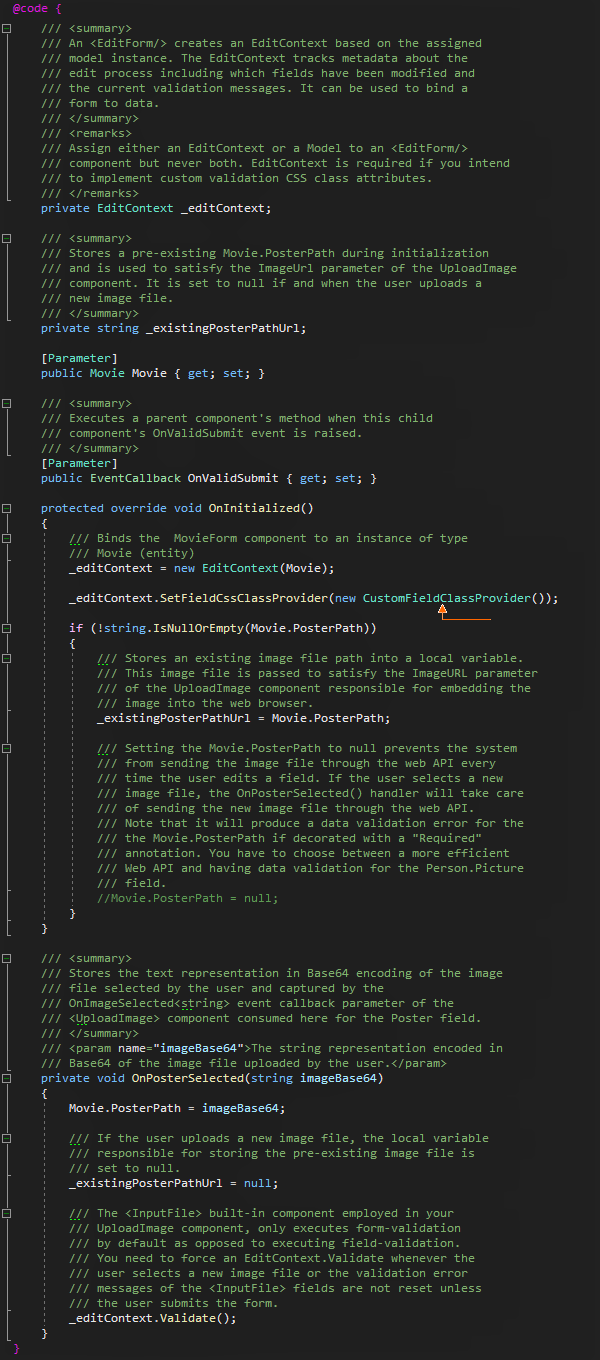 @code {
/// <summary>
/// An <EditForm/> creates an EditContext based on the assigned
/// model instance. The EditContext tracks metadata about the
/// edit process including which fields have been modified and
/// the current validation messages. It can be used to bind a
/// form to data.
/// </summary>
/// <remarks>
/// Assign either an EditContext or a Model to an <EditForm/>
/// component but never both. EditContext is required if you intend
/// to implement custom validation CSS class attributes.
/// </remarks>
private EditContext _editContext;
/// <summary>
/// Stores a pre-existing Movie.PosterPath during initialization
/// and is used to satisfy the ImageUrl parameter of the UploadImage
/// component. It is set to null if and when the user uploads a
/// new image file.
/// </summary>
private string _existingPosterPathUrl;
[Parameter]
public Movie Movie { get; set; }
/// <summary>
/// Executes a parent component's method when this child
/// component's OnValidSubmit event is raised.
/// </summary>
[Parameter]
public EventCallback OnValidSubmit { get; set; }
protected override void OnInitialized()
{
/// Binds the  MovieForm component to an instance of type
/// Movie (entity)
_editContext = new EditContext(Movie);
_editContext.SetFieldCssClassProvider(new CustomFieldClassProvider());
if (!string.IsNullOrEmpty(Movie.PosterPath))
{
/// Stores an existing image file path into a local variable.
/// This image file is passed to satisfy the ImageURL parameter
/// of the UploadImage component responsible for embedding the
/// image into the web browser.
_existingPosterPathUrl = Movie.PosterPath;
/// Setting the Movie.PosterPath to null prevents the system
/// from sending the image file through the web API every
/// time the user edits a field. If the user selects a new
/// image file, the OnPosterSelected() handler will take care
/// of sending the new image file through the web API.
/// Note that it will produce a data validation error for the
/// the Movie.PosterPath if decorated with a "Required"
/// annotation. You have to choose between a more efficient
/// Web API and having data validation for the Person.Picture
/// field.
//Movie.PosterPath = null;
}
}
/// <summary>
/// Stores the text representation in Base64 encoding of the image
/// file selected by the user and captured by the
/// OnImageSelected<string> event callback parameter of the
/// <UploadImage> component consumed here for the Poster field.
/// </summary>
/// <param name="imageBase64">The string representation encoded in
/// Base64 of the image file uploaded by the user.</param>
private void OnPosterSelected(string imageBase64)
{
Movie.PosterPath = imageBase64;
/// If the user uploads a new image file, the local variable
/// responsible for storing the pre-existing image file is
/// set to null.
_existingPosterPathUrl = null;
/// The <InputFile> built-in component employed in your
/// UploadImage component, only executes form-validation
/// by default as opposed to executing field-validation.
/// You need to force an EditContext.Validate whenever the
/// user selects a new image file or the validation error
/// messages of the <InputFile> fields are not reset unless
/// the user submits the form.
_editContext.Validate();
}
}